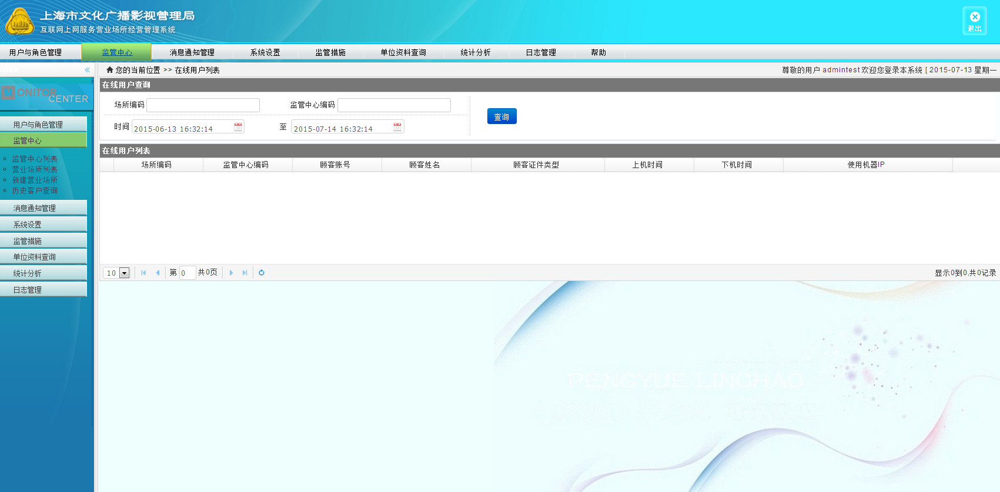 上海市文化广播影视管理局
互联网上网服务营业场所经营管理系统
退出
用户与角色管理 监管中心 消息通知管理 系统设置 监管措施 单位资料查询 统计分析 日志管理 帮助
您的当前位置 >> 在线用户列表
尊敬的用户 admintest 欢迎您登录本系统 [ 2015-07-13 星期一
MONITOR
CENTER
用户与角色管理
监管中心
监管中心列表
营业场所列表
新建营业场所
历史客户查询
消息通知管理
系统设置
监管措施
单位资料查询
统计分析
日志管理
在线用户查询
场所编码 监管中心编码
时间 2015-06-13 16:32:14 至 2015-07-14 16:32:14
查询
在线用户列表
场所编码 监管中心编码 顾客账号 顾客姓名 顾客证件类型 上机时间 下机时间 使用机器IP
10 第 0 共0页
显示0到0,共0记录
PENGYUE LINCHAO